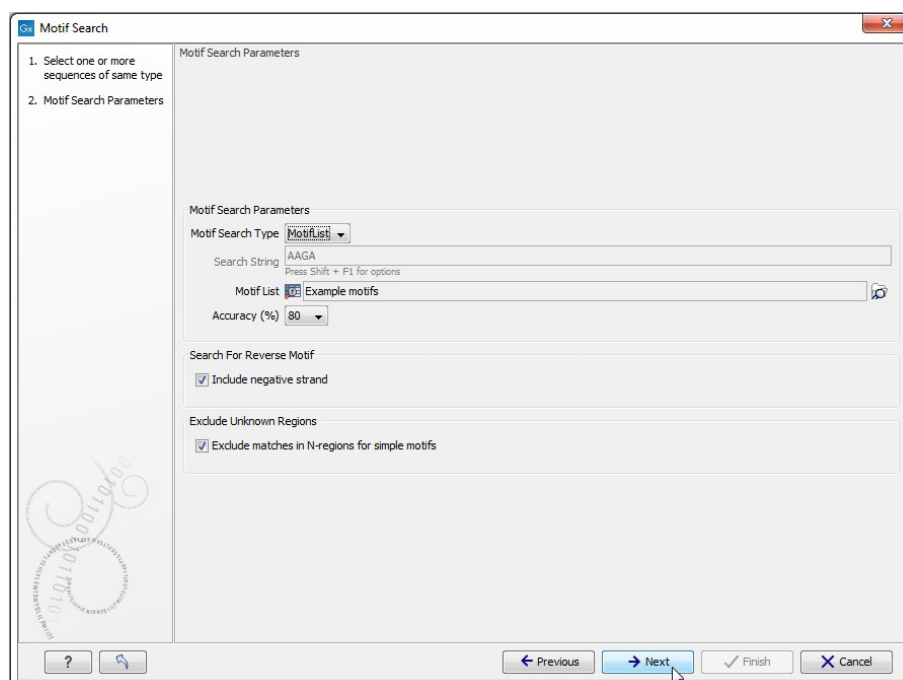 Gx Motif Search
1. Select one or more
sequences of same type
2. Motif Search Parameters
Motif Search Parameters
Motif Search Parameters
Motif Search Type MotifList
Search String AAGA
Press Shift + F1 for options
Motif List Example motifs
Accuracy (%) 80
Search For Reverse Motif
Include negative strand
Exclude Unknown Regions
Exclude matches in N-regions for simple motifs
? Previous Next Finish Cancel